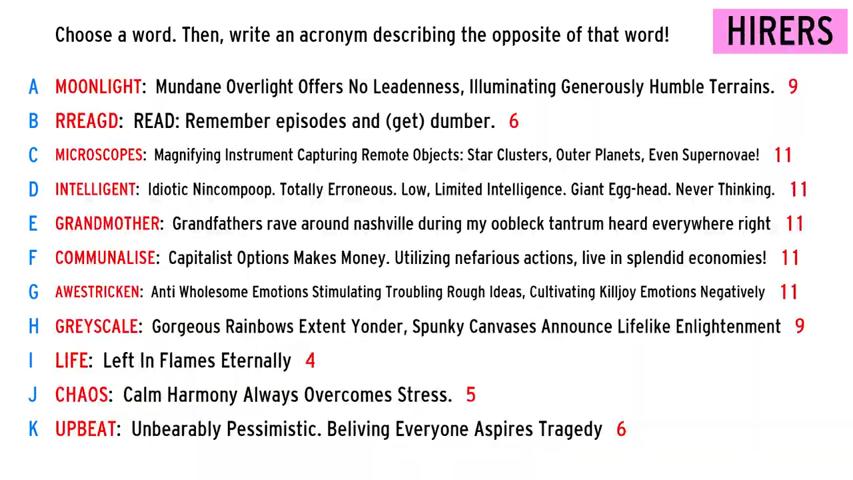 Choose a word. Then, write an acronym describing the opposite of that word!
HIRERS
A MOONLIGHT: Mundane Overlight Offers No Leadenness, Illuminating Generously Humble Terrains. 9
B RREAGD: READ: Remember episodes and (get) dumber. 6
C MICROSCOPES: Magnifying Instrument Capturing Remote Objects: Star Clusters, Outer Planets, Even Supernovae! 11
D INTELLIGENT: Idiotic Nincompoop. Totally Erroneous. Low, Limited Intelligence. Giant Egg-head. Never Thinking. 11
E GRANDMOTHER: Grandfathers rave around nashville during my oobleck tantrum heard everywhere right 11
F COMMUNALISE: Capitalist Options Makes Money. Utilizing nefarious actions, live in splendid economies! 11
G AWESTRICKEN: Anti Wholesome Emotions Stimulating Troubling Rough Ideas, Cultivating Killjoy Emotions Negatively 11
H GREYSCALE: Gorgeous Rainbows Extent Yonder, Spunky Canvases Announce Lifelike Enlightenment 9
I LIFE: Left In Flames Eternally 4
J CHAOS: Calm Harmony Always Overcomes Stress. 5
K UPBEAT: Unbearably Pessimistic. Beliving Everyone Aspires Tragedy 6